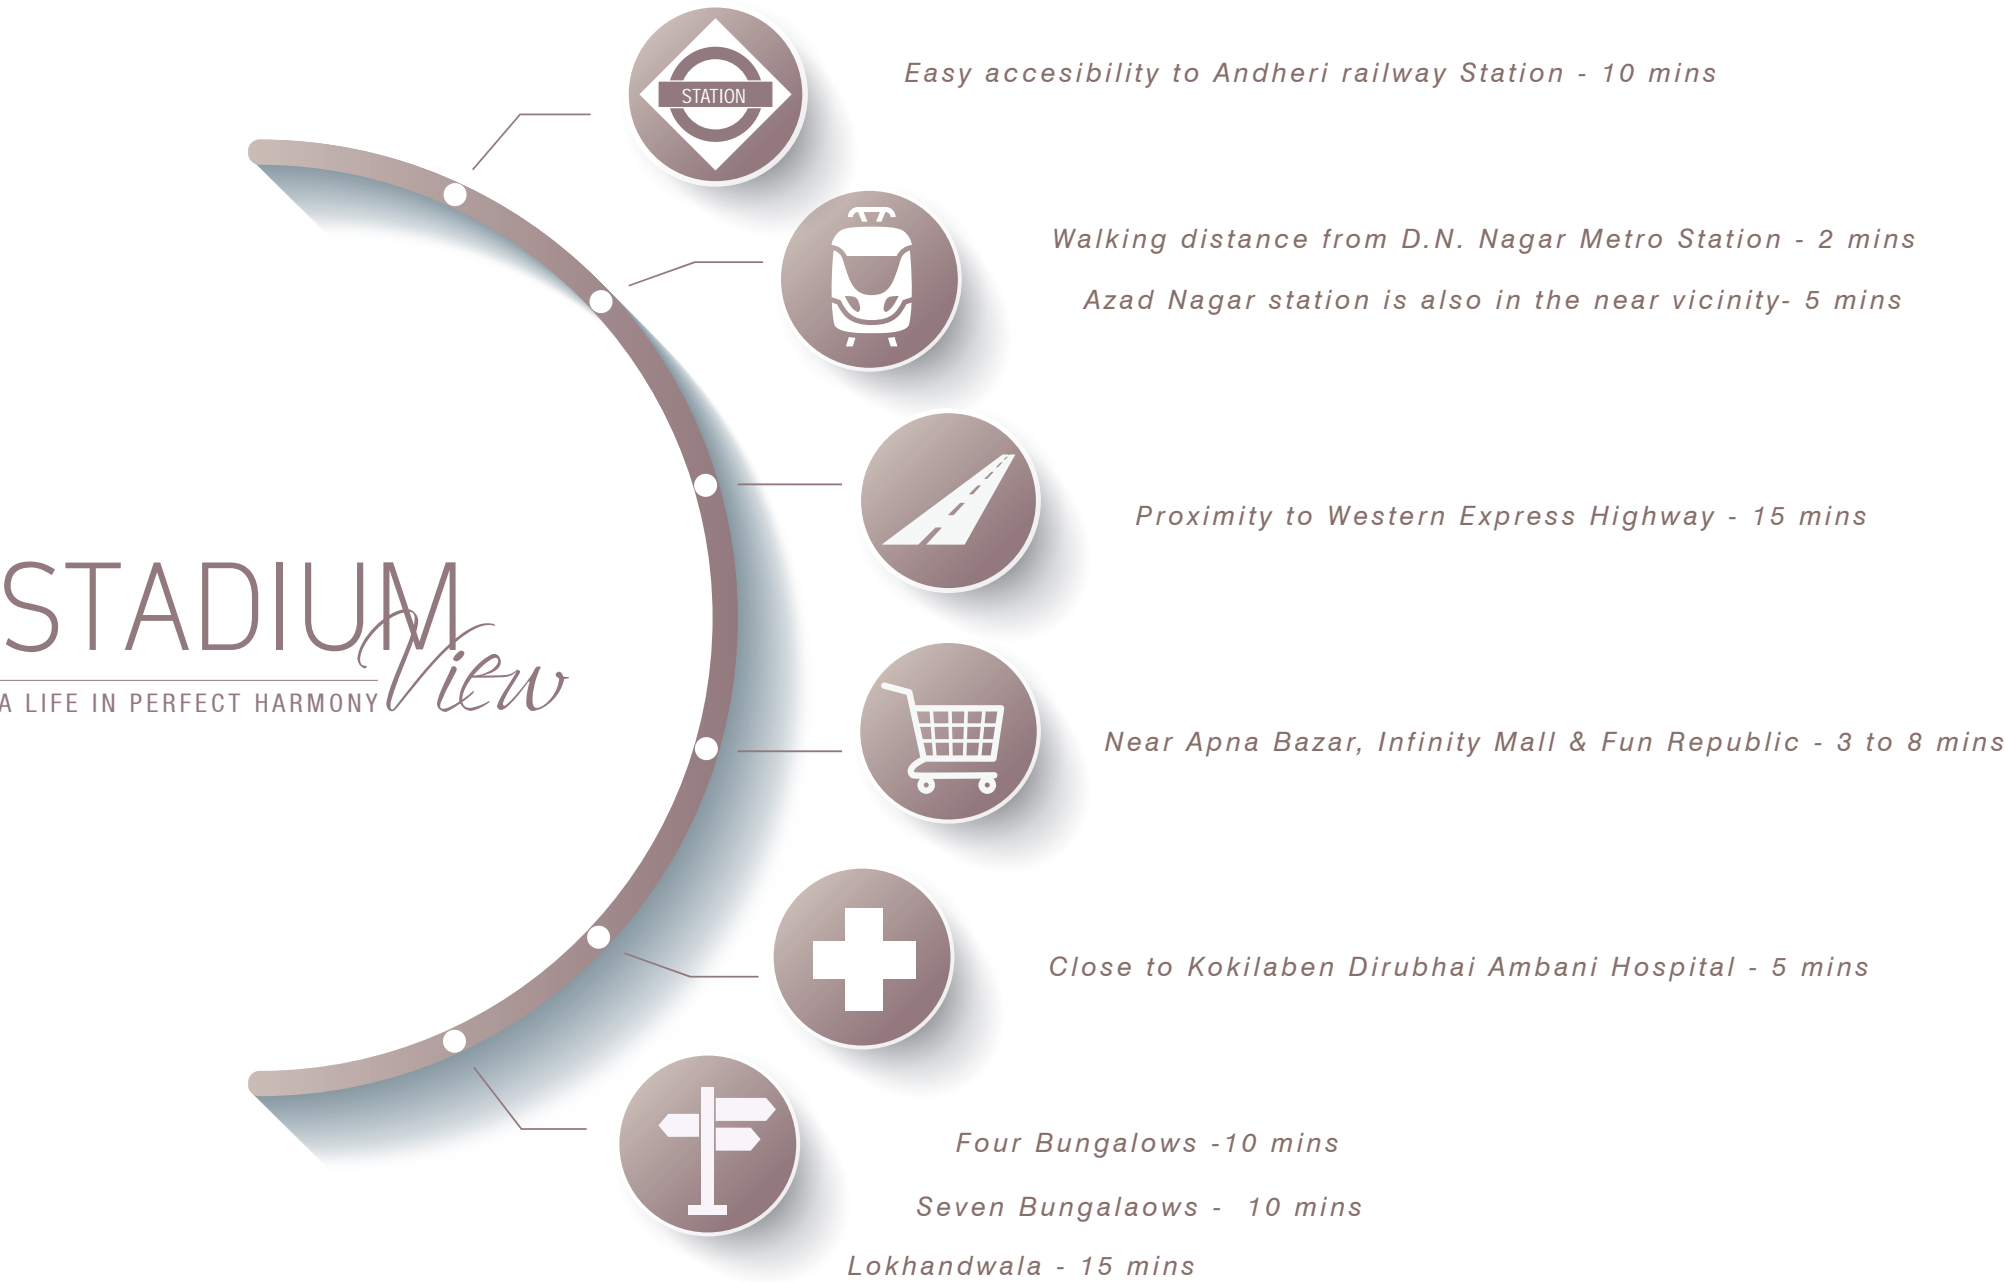 STATION
Easy accesibility to Andheri railway Station - 10 mins
Walking distance from D.N. Nagar Metro Station - 2 mins
Azad Nagar station is also in the near vicinity- 5 mins
Proximity to Western Express Highway - 15 mins
STADIUM
View
A LIFE IN PERFECT HARMONY
Near Apna Bazar, Infinity Mall & Fun Republic - 3 to 8 mins
Close to Kokilaben Dirubhai Ambani Hospital - 5 mins
Four Bungalows -10 mins
Seven Bungalaows - 10 mins
Lokhandwala - 15 mins